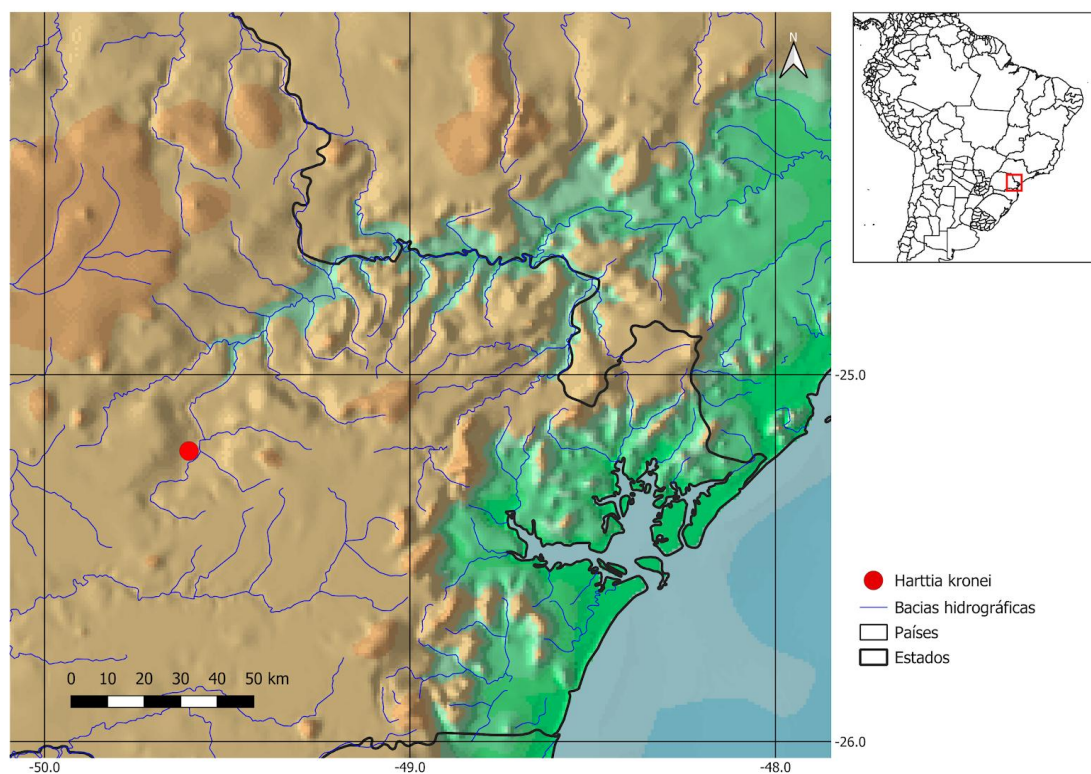 N
-25.0
-26.0
-50.0
-49.0
-48.0
0 10 20 30 40 50 km
Harttia kronei
Bacias hidrográficas
Países
Estados